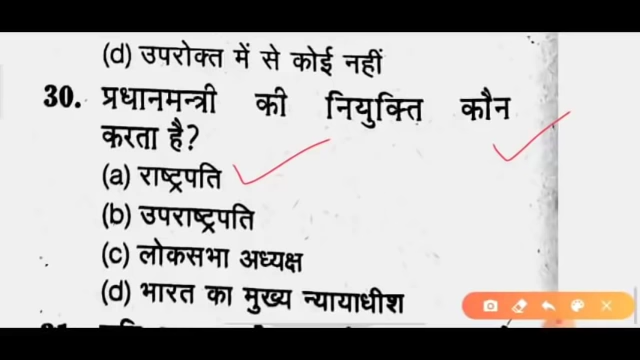 (d) उपरोक्त में से कोई नहीं
30. प्रधानमन्त्री की नियुक्ति कौन
करता है?
(a) राष्ट्रपति
(b) उपराष्ट्रपति
(c) लोकसभा अध्यक्ष
(d) भारत का मुख्य न्यायाधीश